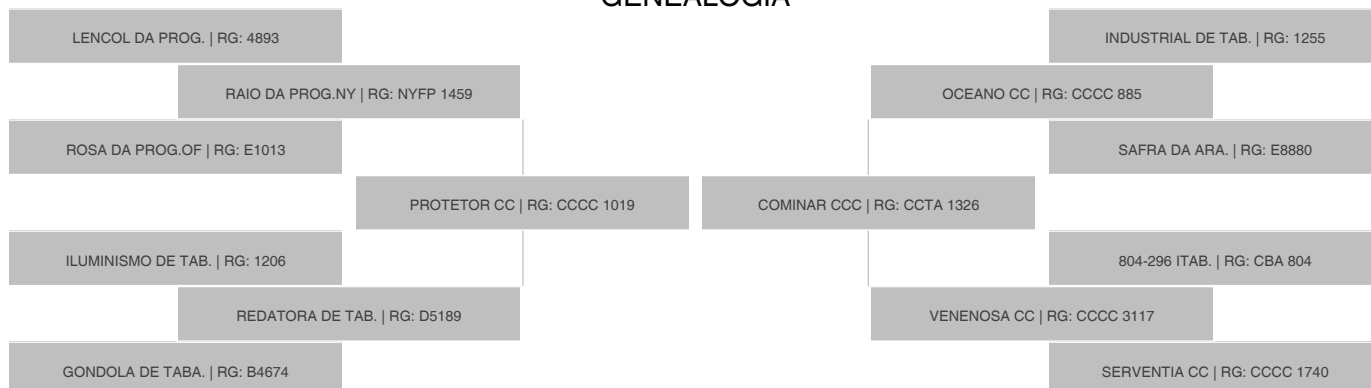 GENEALOGIA
LENCOL DA PROG. | RG: 4893
INDUSTRIAL DE TAB. | RG: 1255
RAIO DA PROG.NY | RG: NYFP 1459
OCEANO CC | RG: CCCC 885
ROSA DA PROG.OF | RG: E1013
SAFRA DA ARA. | RG: E8880
PROTETOR CC | RG: CCCC 1019
COMINAR CCC | RG: CCTA 1326
ILUMINISMO DE TAB. | RG: 1206
804-296 ITAB. | RG: CBA 804
REDATORA DE TAB. | RG: D5189
VENENOSA CC | RG: CCCC 3117
GONDOLA DE TABA. | RG: B4674
SERVENTIA CC | RG: CCCC 1740